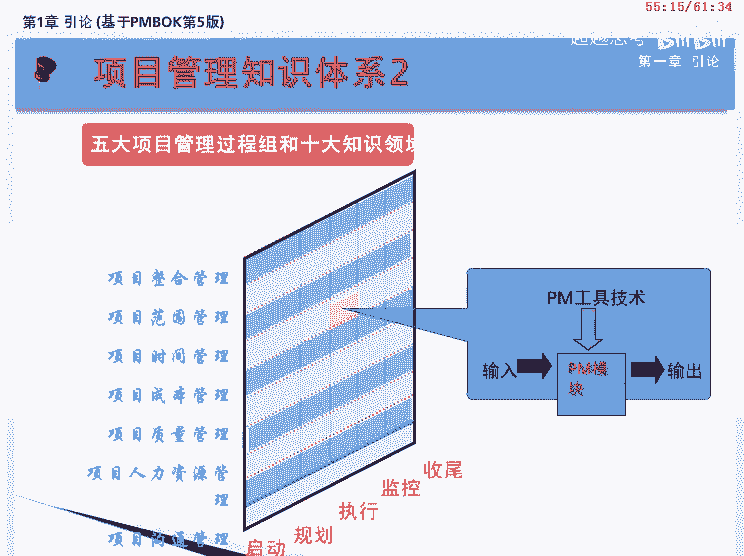 55:15/61:34
第1章 引论 (基于PMBOK第5版)
超越思考 bilibili
第一章 引论
项目管理知识体系2
五大项目管理过程组和十大知识领域
项目整合管理
项目范围管理
项目时间管理
项目成本管理
项目质量管理
项目人力资源管
理
项目沟通管理
启动
规划
执行
监控
收尾
PM工具技术
输入
PM模
块
输出